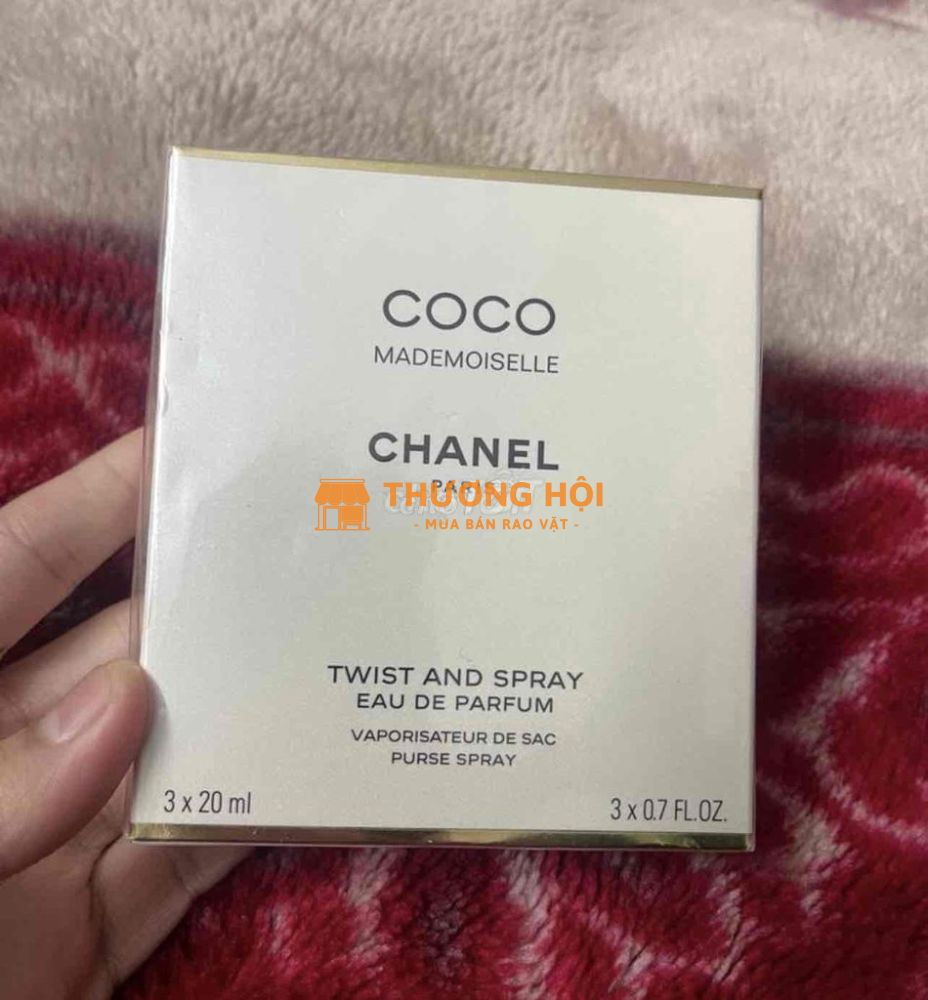 COCO
MADEMOISELLE
CHANEL
PARIS
THƯƠNG HỘI
- MUA BÁN RAO VẶT -
TWIST AND SPRAY
EAU DE PARFUM
VAPORISATEUR DE SAC
PURSE SPRAY
3 x 20 ml
3 x 0.7 FL.OZ.